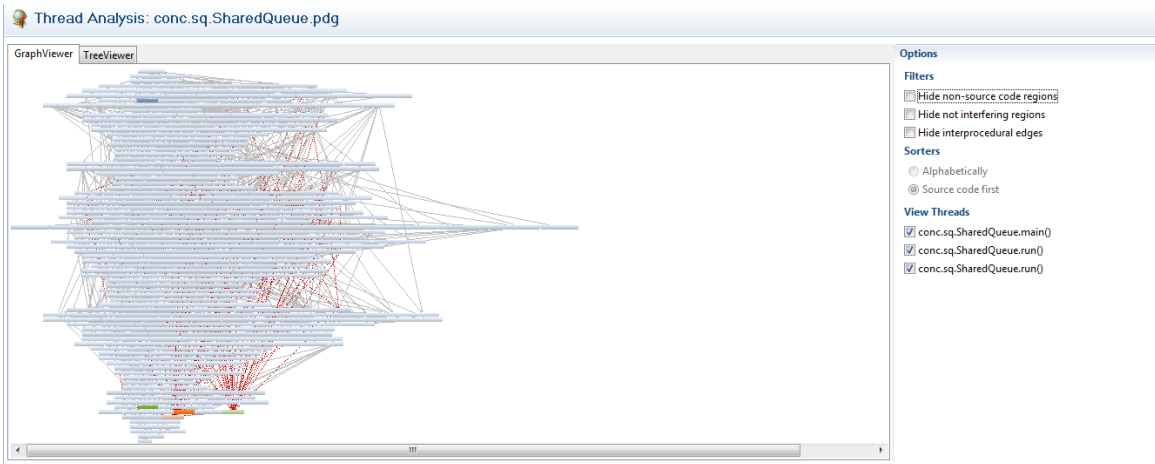 Thread Analysis: conc.sq.SharedQueue.pdg
GraphViewer TreeViewer
Options
Filters
Hide non-source code regions
Hide not interfering regions
Hide interprocedural edges
Sorters
Alphabetically
Source code first
View Threads
conc.sq.SharedQueue.main()
conc.sq.SharedQueue.run()
conc.sq.SharedQueue.run()